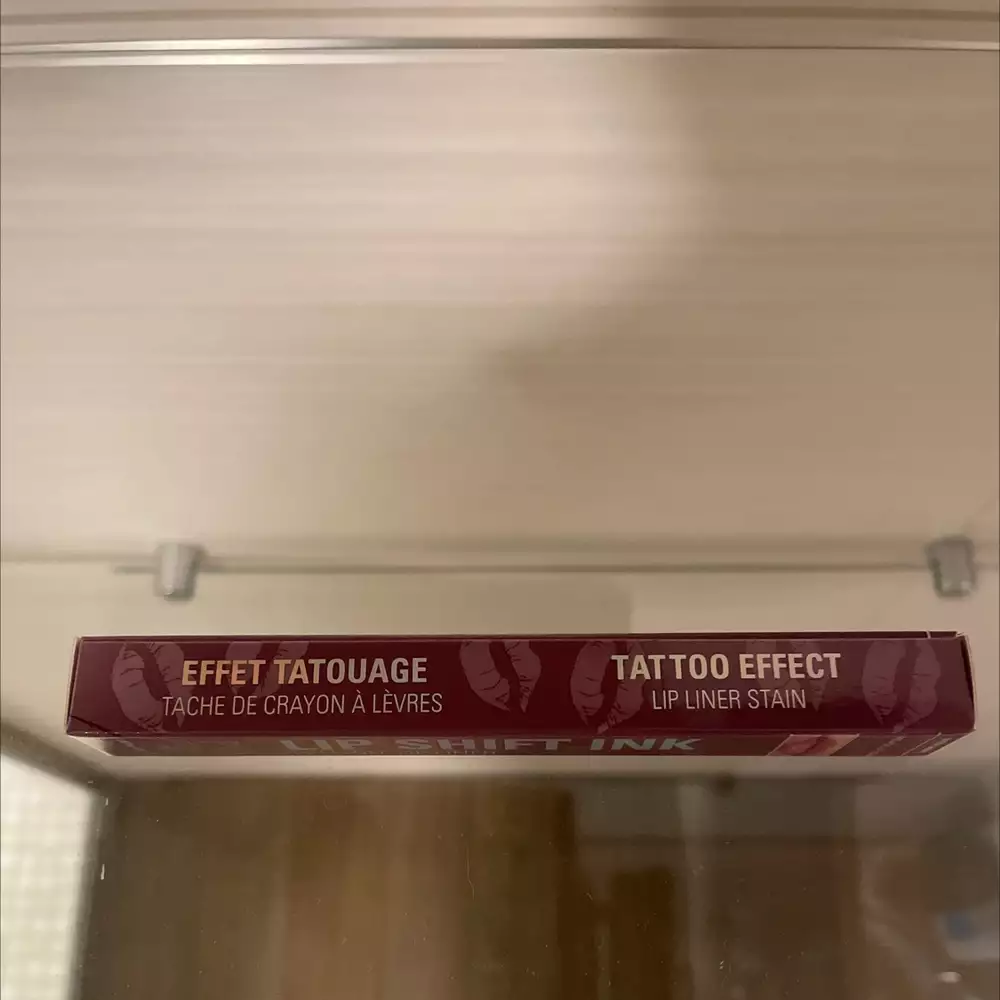 EFFET TATOUAGE
TACHE DE CRAYON À LÈVRES
TATTOO EFFECT
LIP LINER STAIN
LIP SHIFT INK